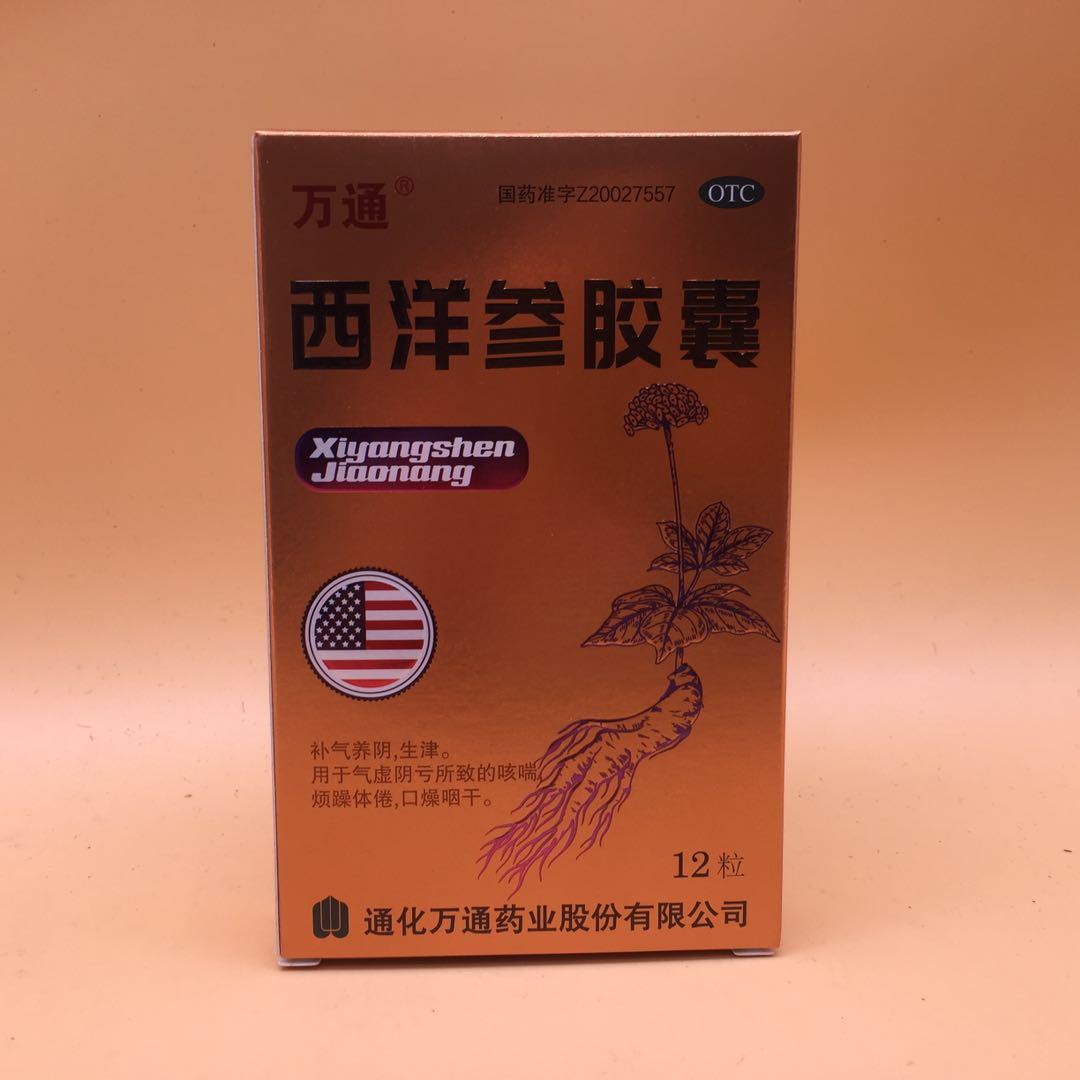 万通®
国药准字Z20027557
OTC
西洋参胶囊
Xiyangshen
Jiaonang
补气养阴,生津。
用于气虚阴亏所致的咳喘
烦躁体倦,口燥咽干。
12粒
通化万通药业股份有限公司